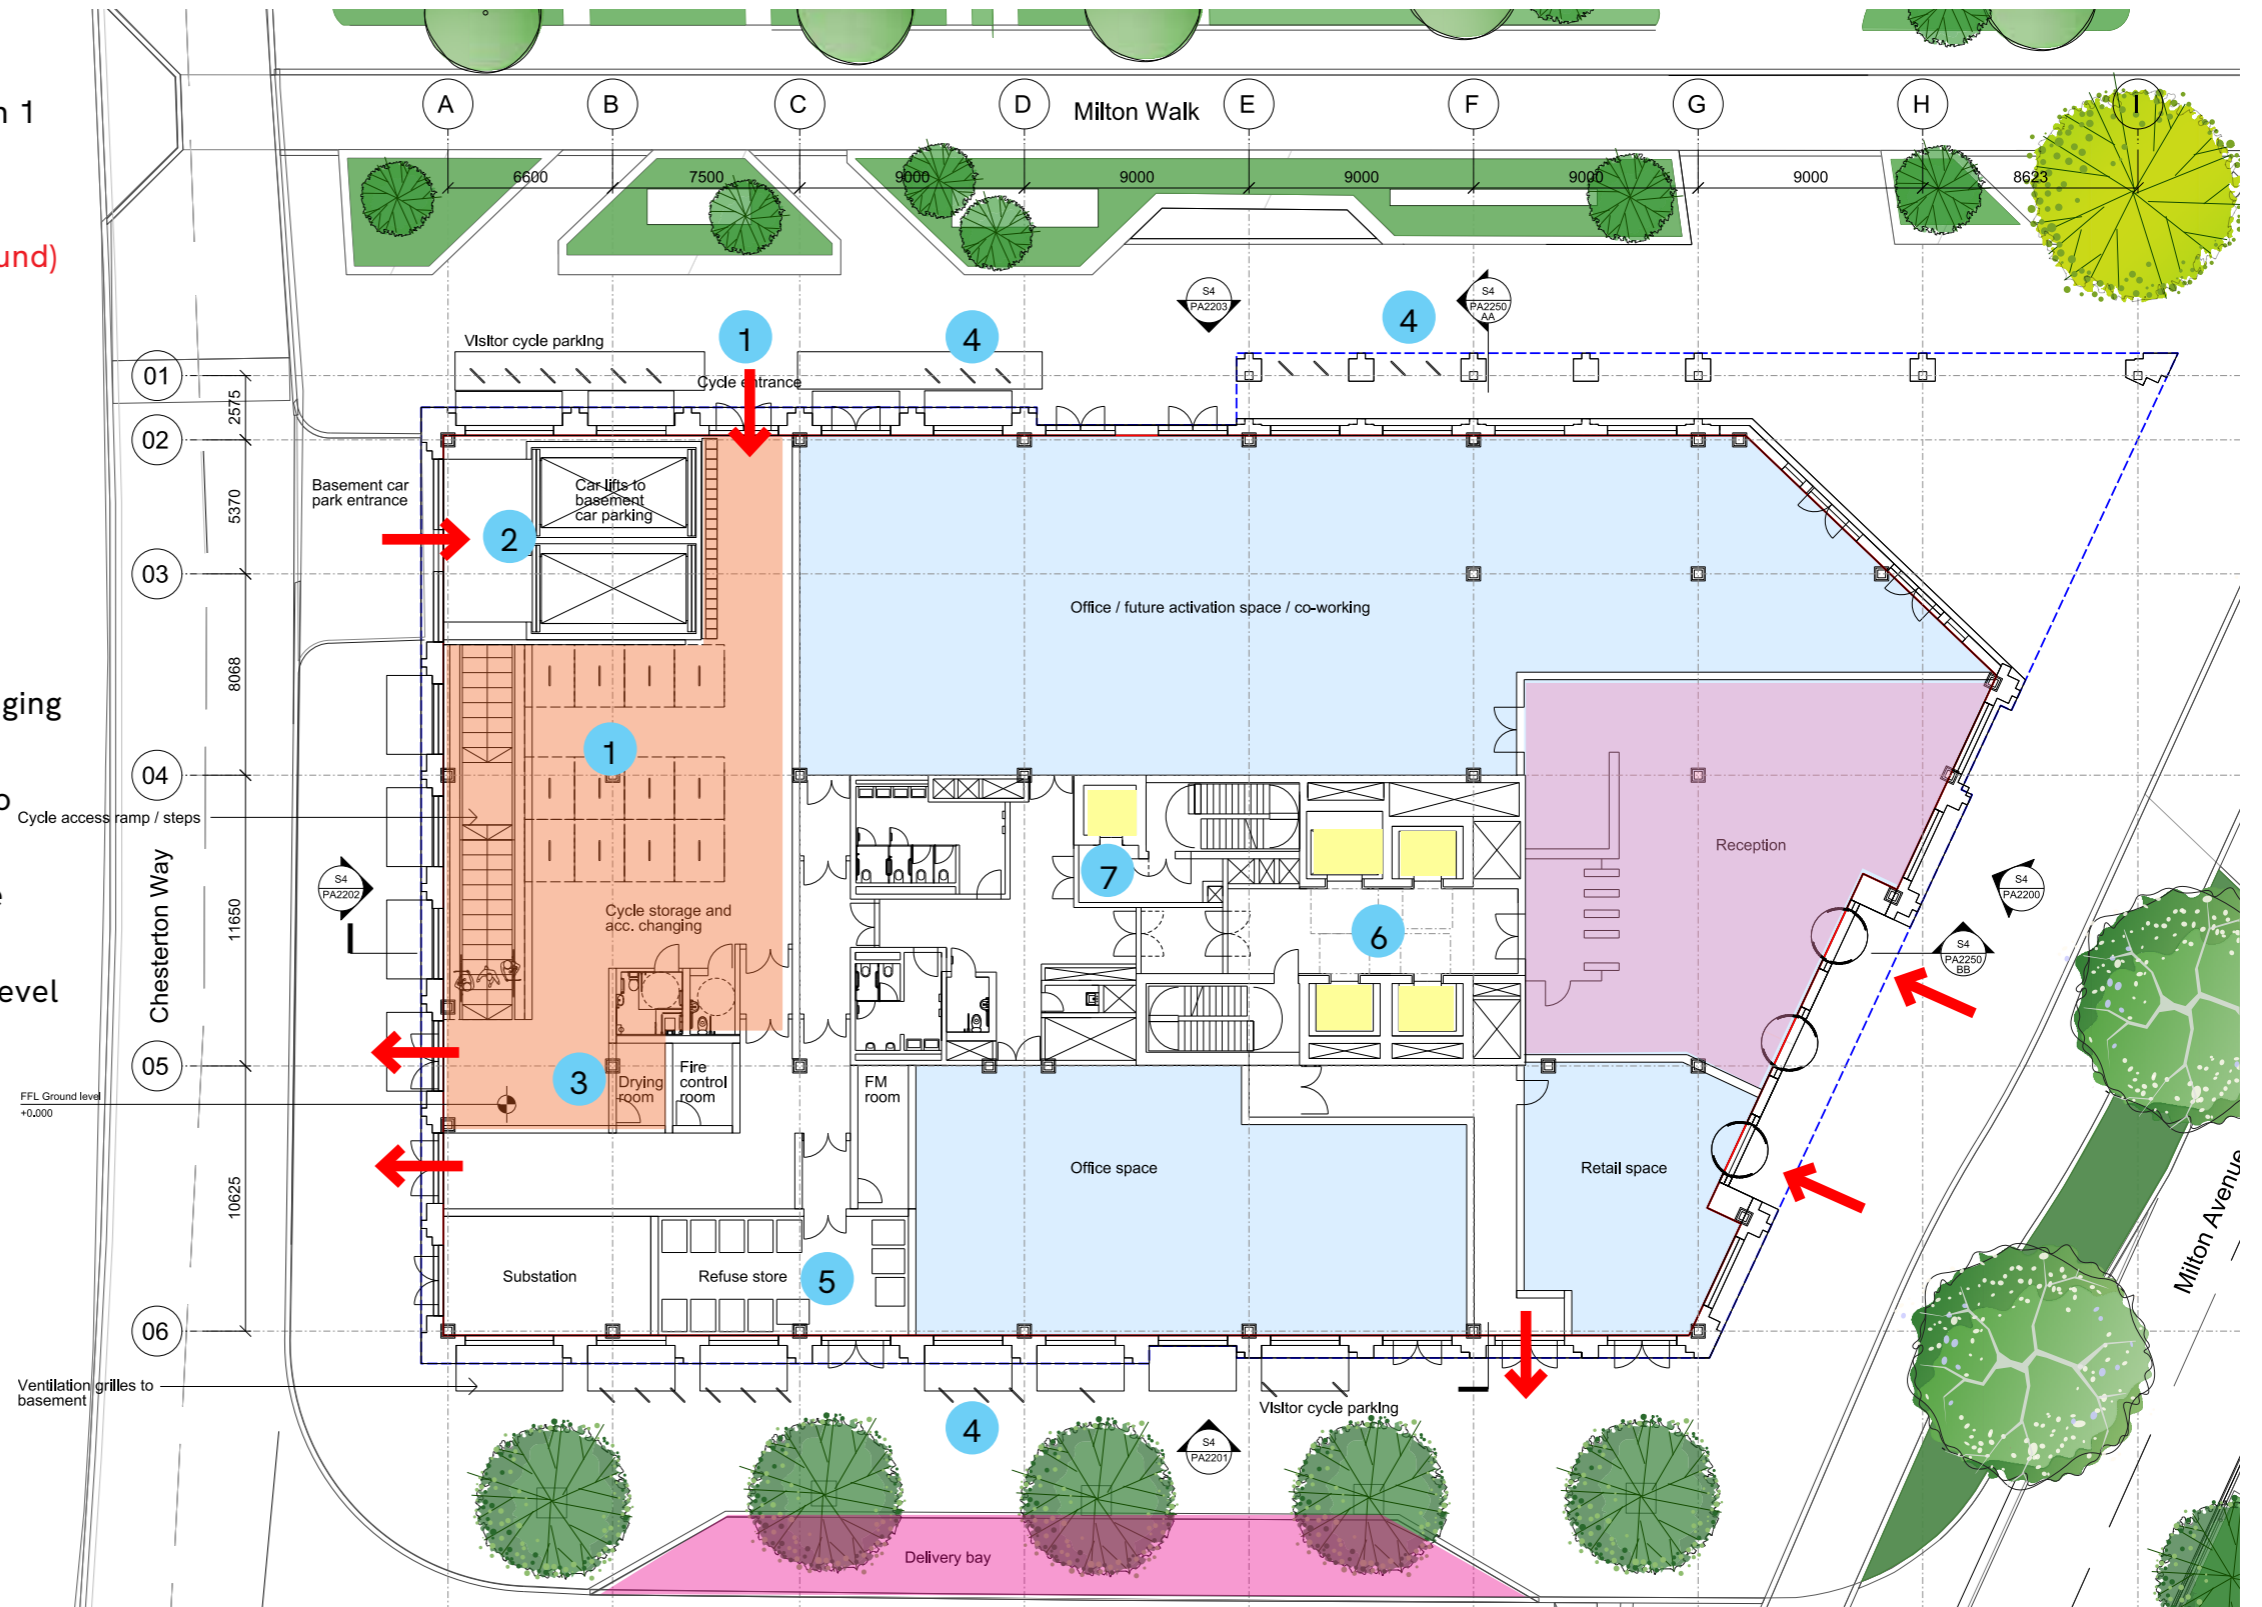 n 1
und)
ging
o
e
evel
A
B
C
D
Milton Walk
E
F
G
H
I
6600
7500
9000
9000
9000
9000
9000
8623
S4
PA2203
4
S4
PA2250
AA
Visitor cycle parking
1
4
Cycle entrance
01
2575
02
Basement car
park entrance
Car lifts to
basement
car parking
5370
2
03
Office / future activation space / co-working
8068
1
04
Cycle access ramp / steps
Reception
Chesterton Way
S4
PA2202
7
S4
PA2200
11650
Cycle storage and
acc. changing
6
S4
PA2250
BB
05
3
Drying
room
Fire
control
room
FM
room
FFL Ground level
+0.000
Office space
Retail space
10625
Milton Avenue
Substation
Refuse store
5
06
Ventilation grilles to
basement
4
Visitor cycle parking
S4
PA2201
Delivery bay